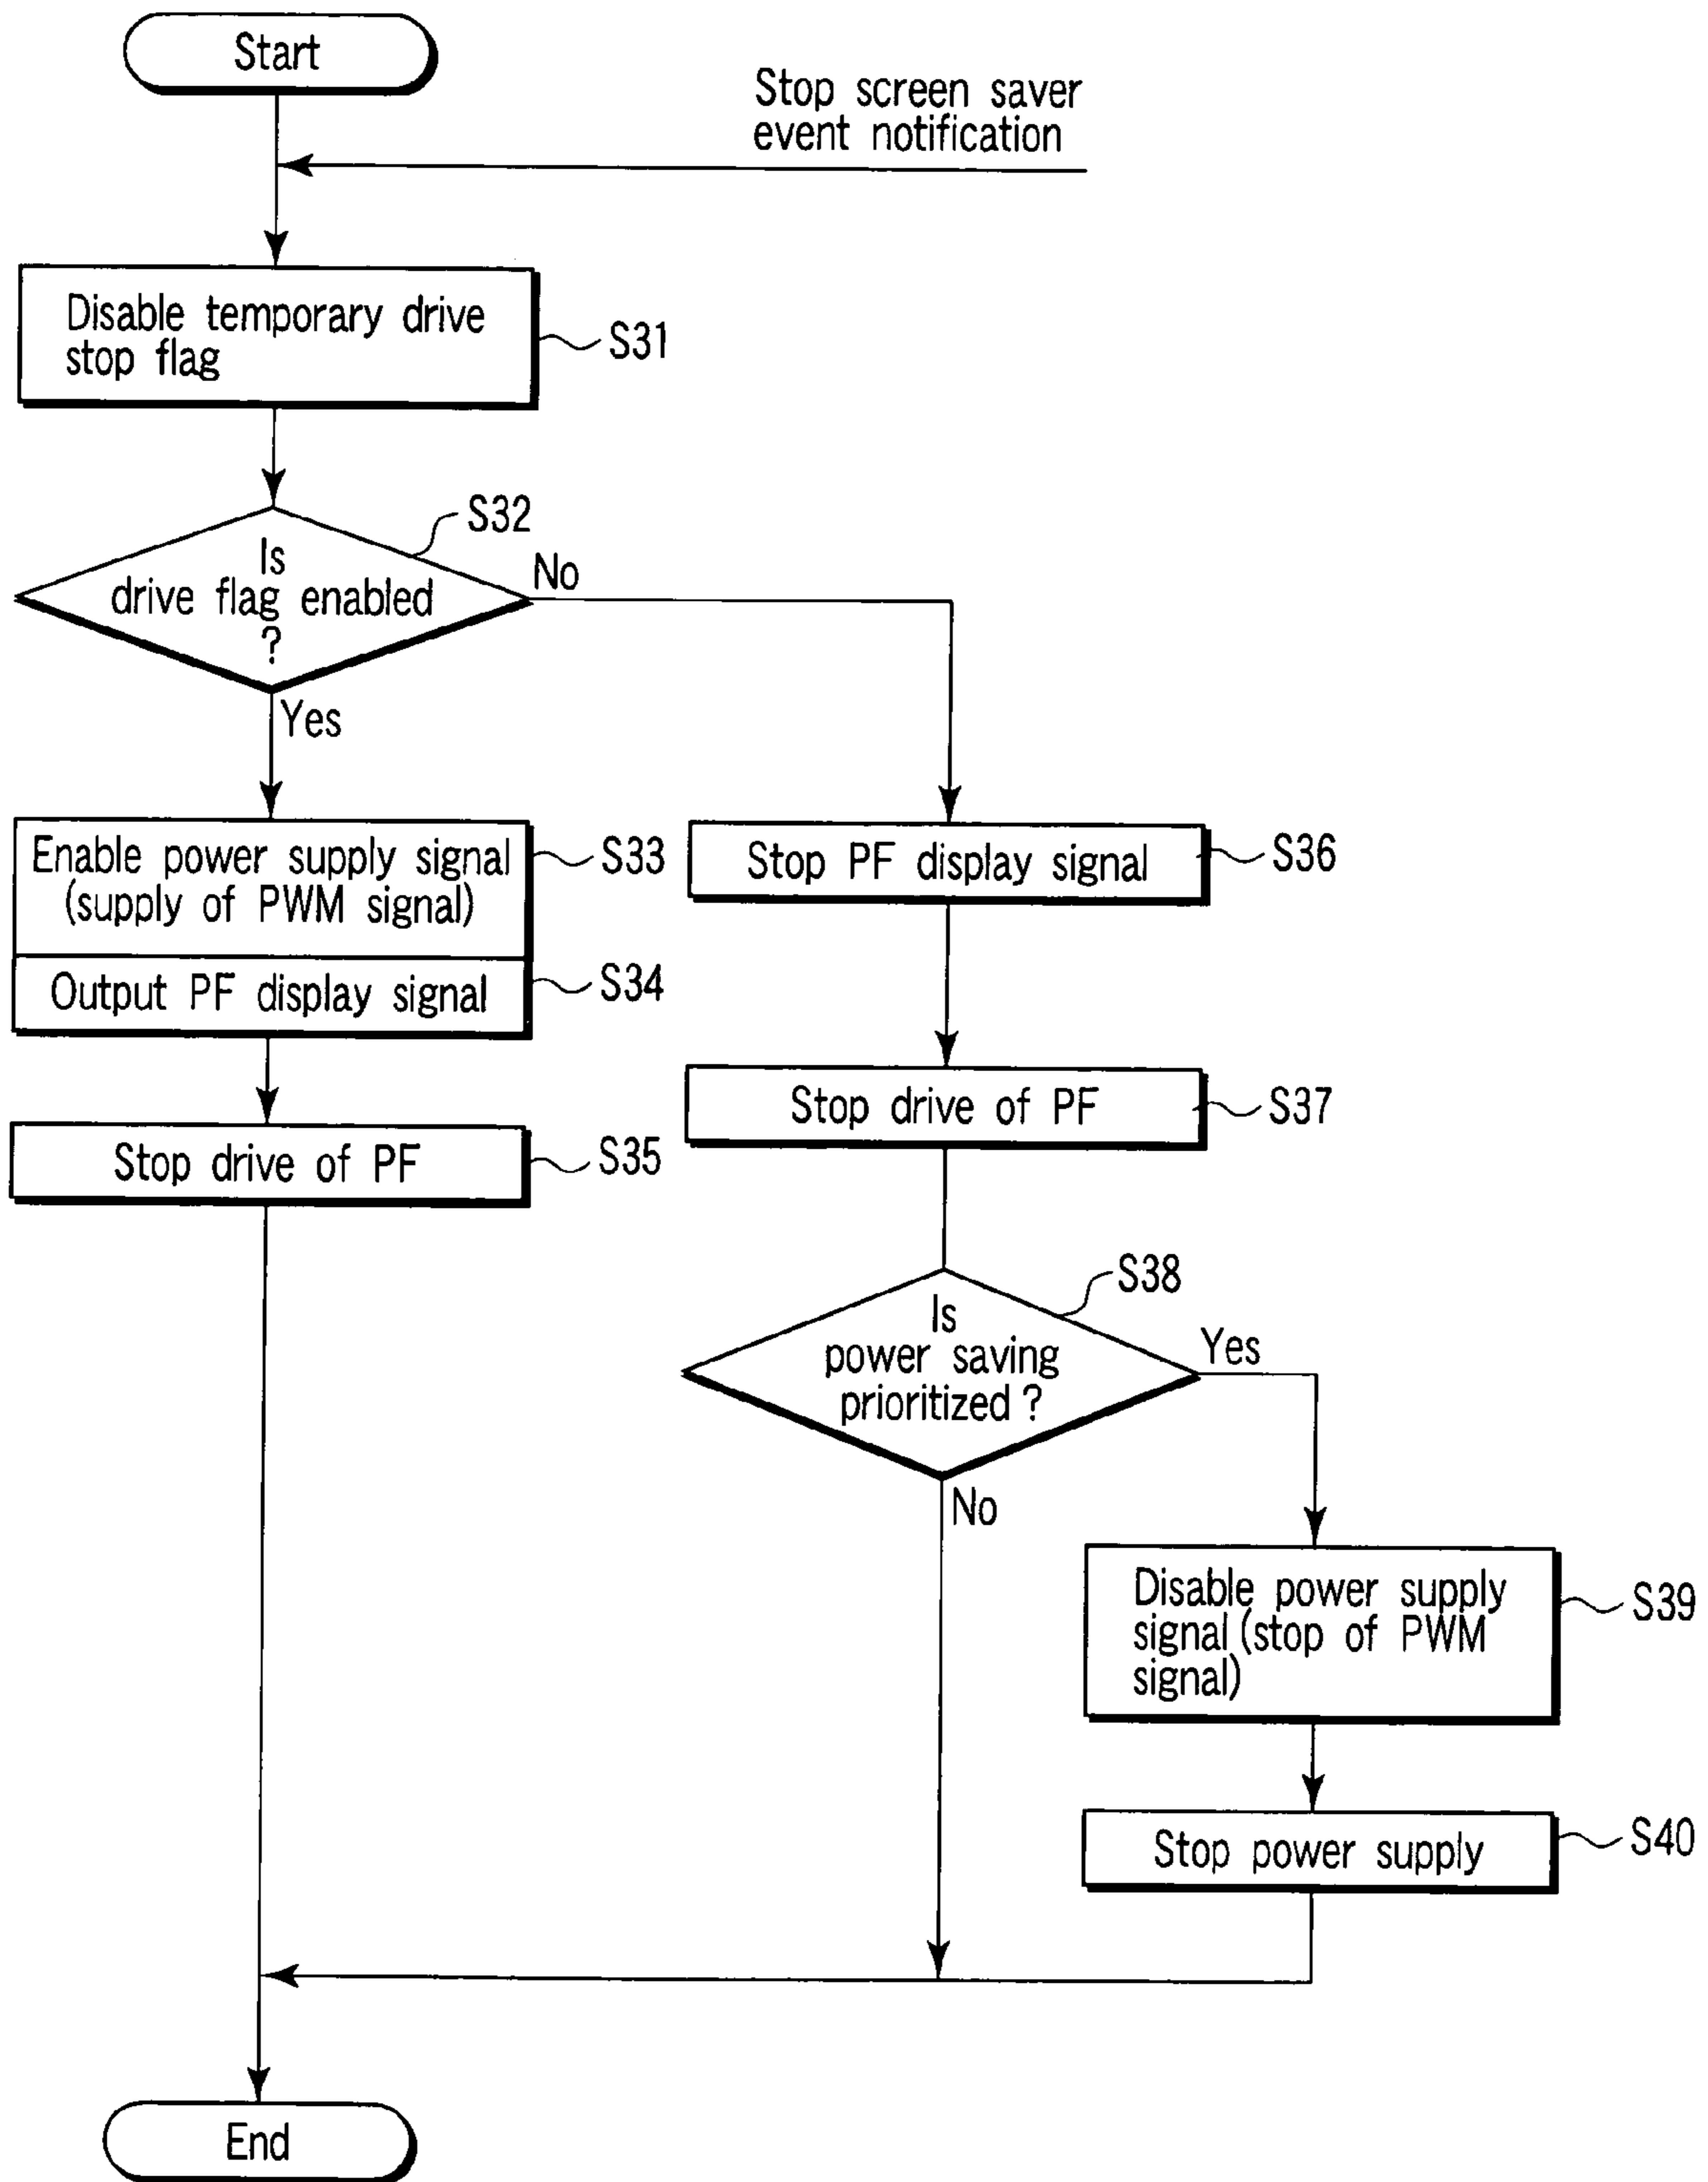 Start
Stop screen saver
event notification
Disable temporary drive
stop flag
S31
S32
Is
drive flag enabled
?
No
Yes
Enable power supply signal
(supply of PWM signal)
S33
Output PF display signal
S34
Stop drive of PF
S35
Stop PF display signal
S36
Stop drive of PF
S37
S38
Is
power saving
prioritized ?
Yes
No
Disable power supply
signal (stop of PWM
signal)
S39
Stop power supply
S40
End